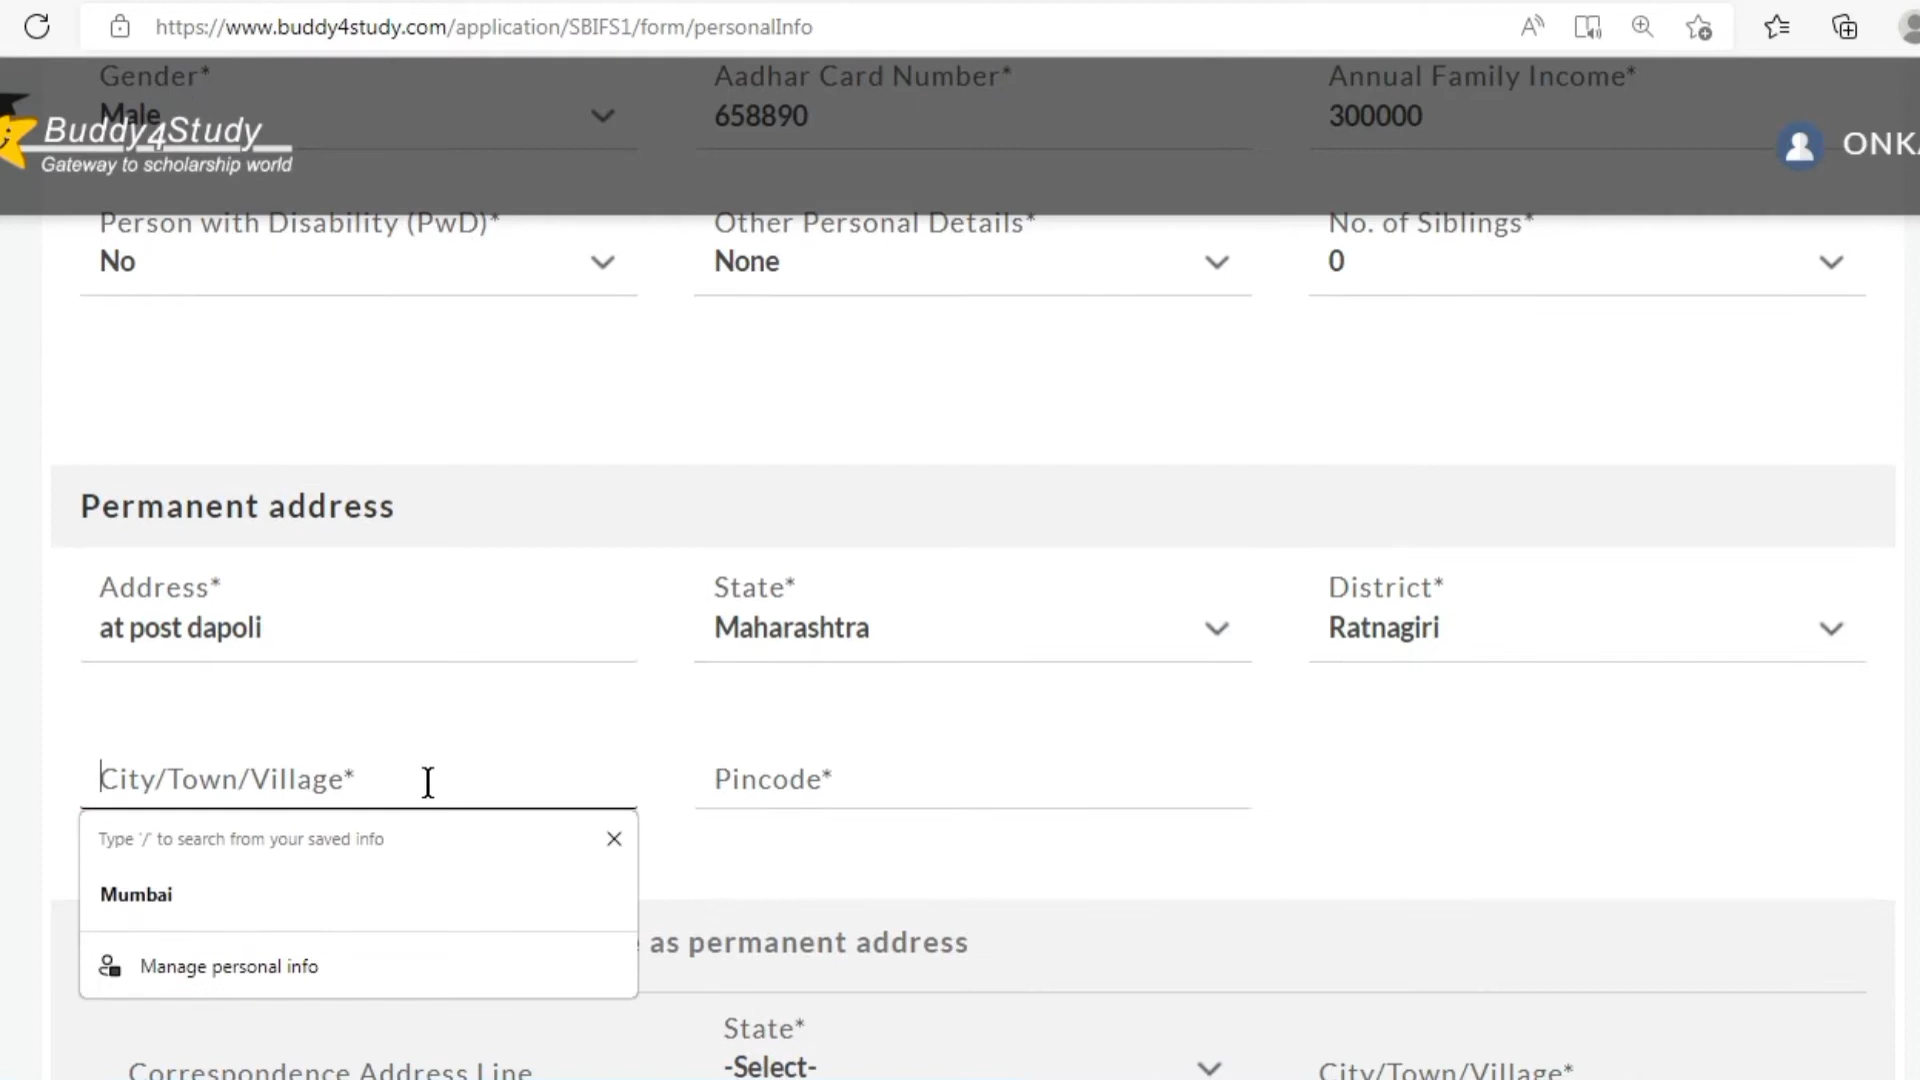 https://www.buddy4study.com/application/SBIFS1/form/personalInfo
Gender* Aadhar Card Number* Annual Family Income*
Male 658890 300000
Buddy4Study
Gateway to scholarship world
ONKA
Person with Disability (PwD)* Other Personal Details* No. of Siblings*
No None 0
Permanent address
Address* State* District*
at post dapoli Maharashtra Ratnagiri
City/Town/Village* Pincode*
Type '/' to search from your saved info
Mumbai
as permanent address
Manage personal info
State*
Correspondence Address Line -Select- City/Town/Village*